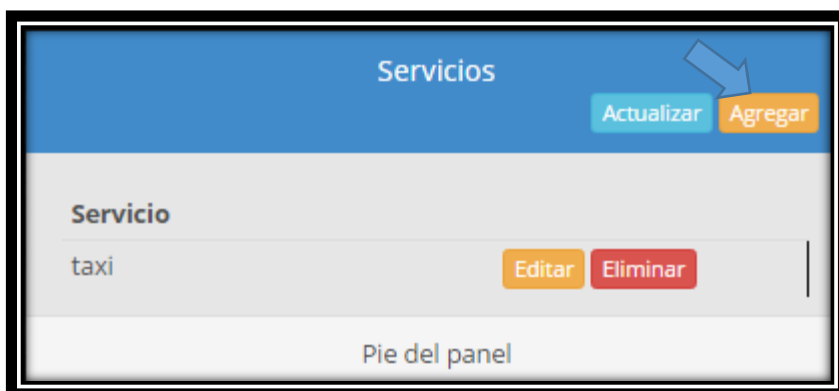 Servicios
Actualizar Agregar
Servicio
taxi Editar Eliminar
Pie del panel